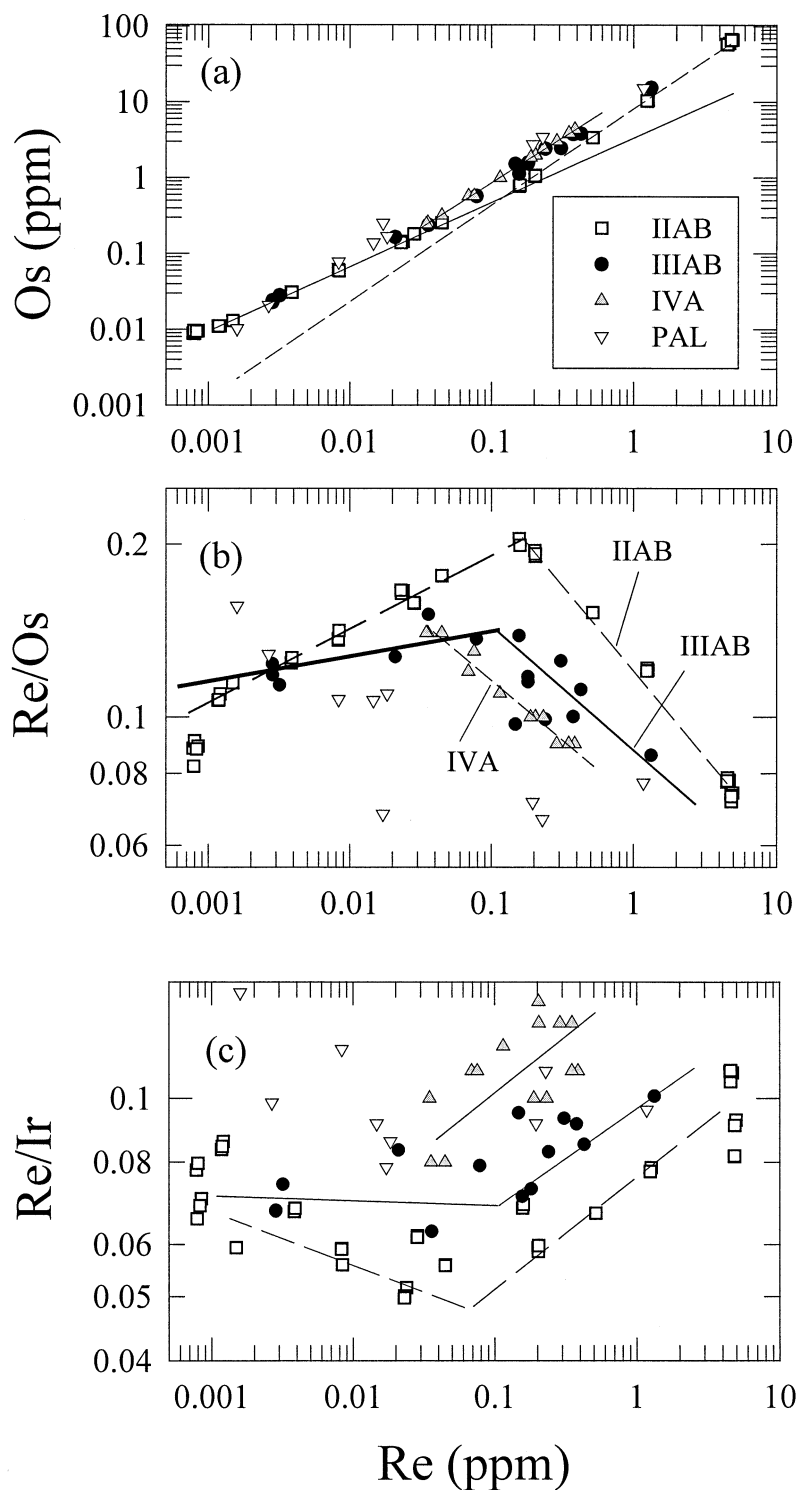 100
(a)
10
1
0.1
0.01
0.001
Os (ppm)
IIAB
IIIAB
IVA
PAL
0.001 0.01 0.1 1 10
(b)
0.2
0.1
0.08
0.06
Re/Os
IIAB
IIIAB
IVA
0.001 0.01 0.1 1 10
(c)
0.1
0.08
0.06
0.05
0.04
Re/Ir
0.001 0.01 0.1 1 10
Re (ppm)